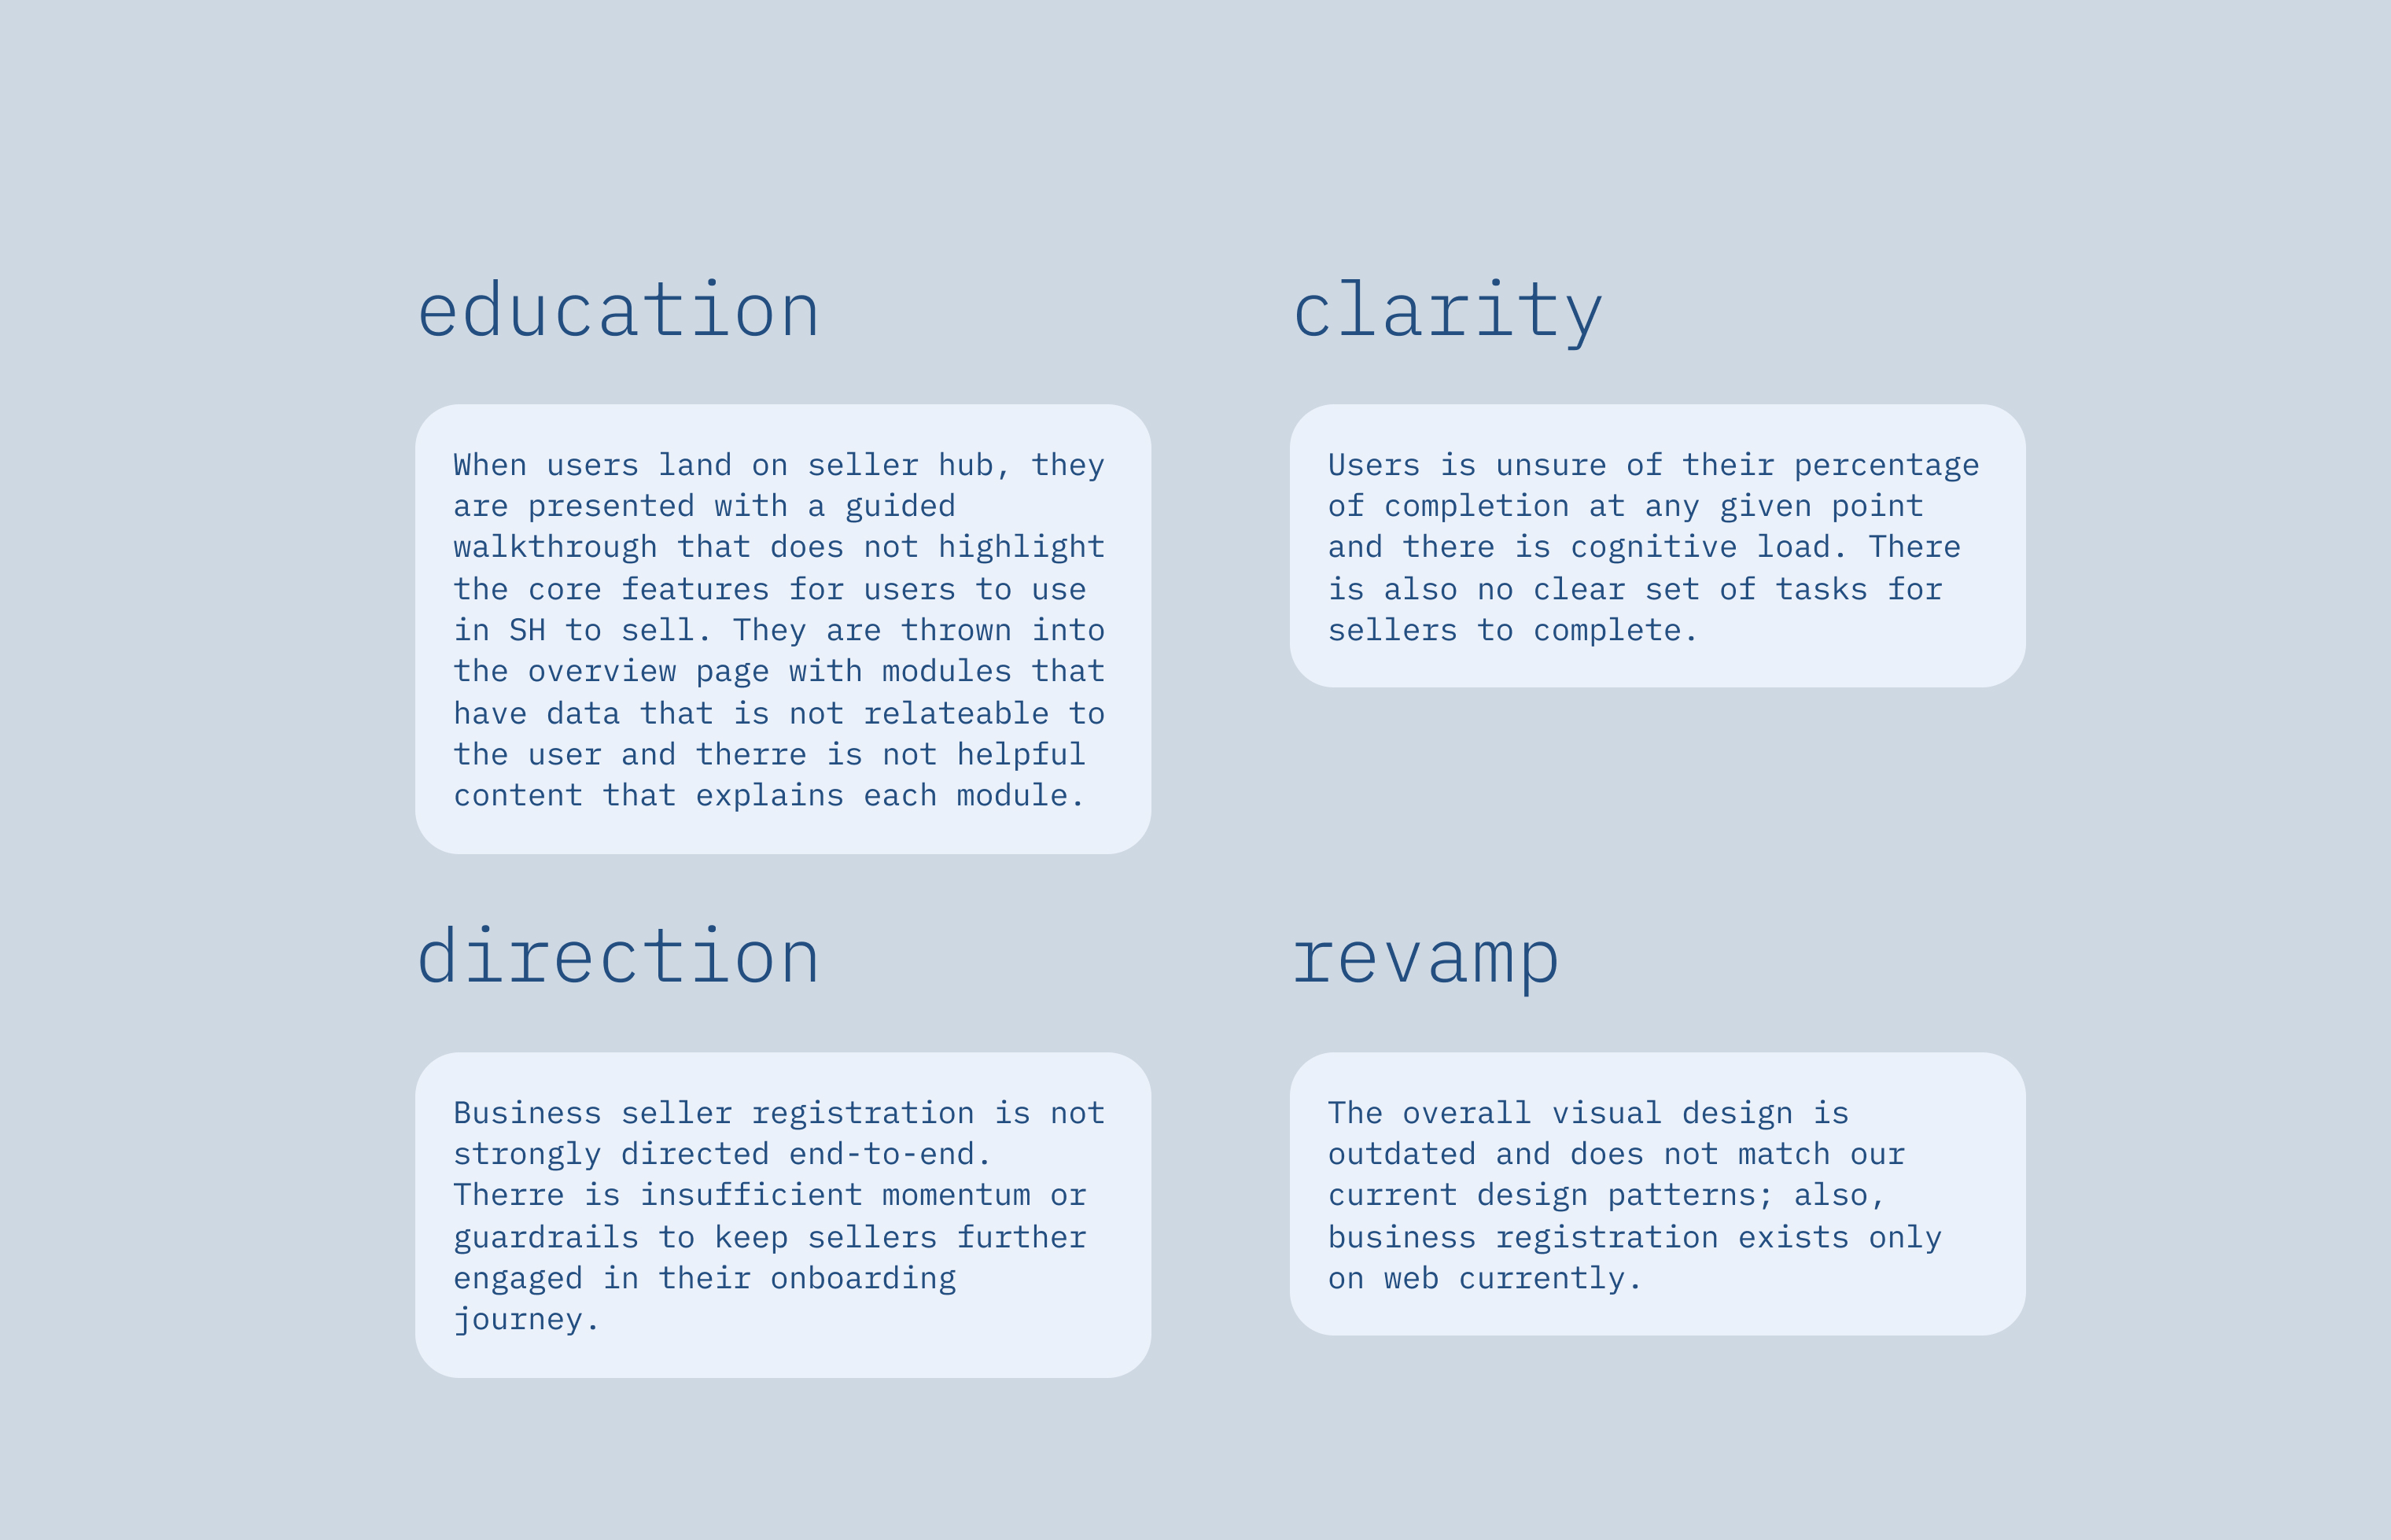 education
When users land on seller hub, they
are presented with a guided
walkthrough that does not highlight
the core features for users to use
in SH to sell. They are thrown into
the overview page with modules that
have data that is not relateable to
the user and therre is not helpful
content that explains each module.
clarity
Users is unsure of their percentage
of completion at any given point
and there is cognitive load. There
is also no clear set of tasks for
sellers to complete.
direction
Business seller registration is not
strongly directed end-to-end.
Therre is insufficient momentum or
guardrails to keep sellers further
engaged in their onboarding
journey.
revamp
The overall visual design is
outdated and does not match our
current design patterns; also,
business registration exists only
on web currently.